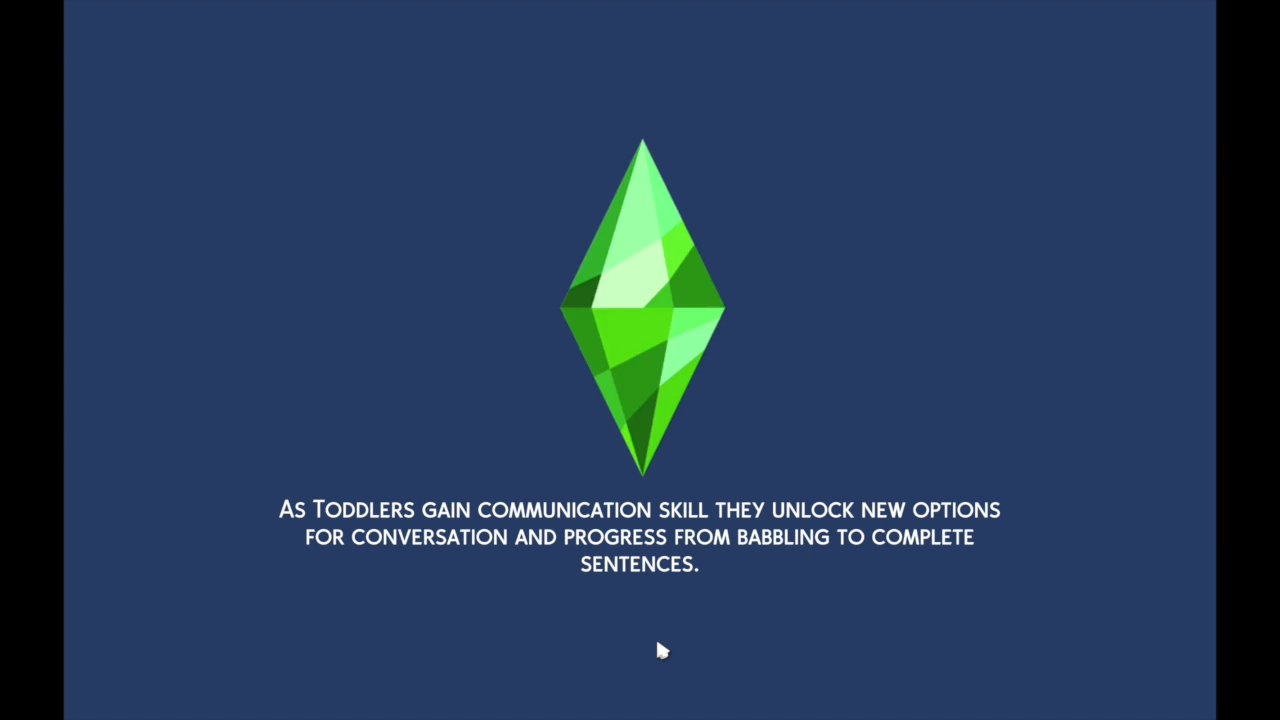 As Toddlers gain communication skill they unlock new options
for conversation and progress from babbling to complete
sentences.